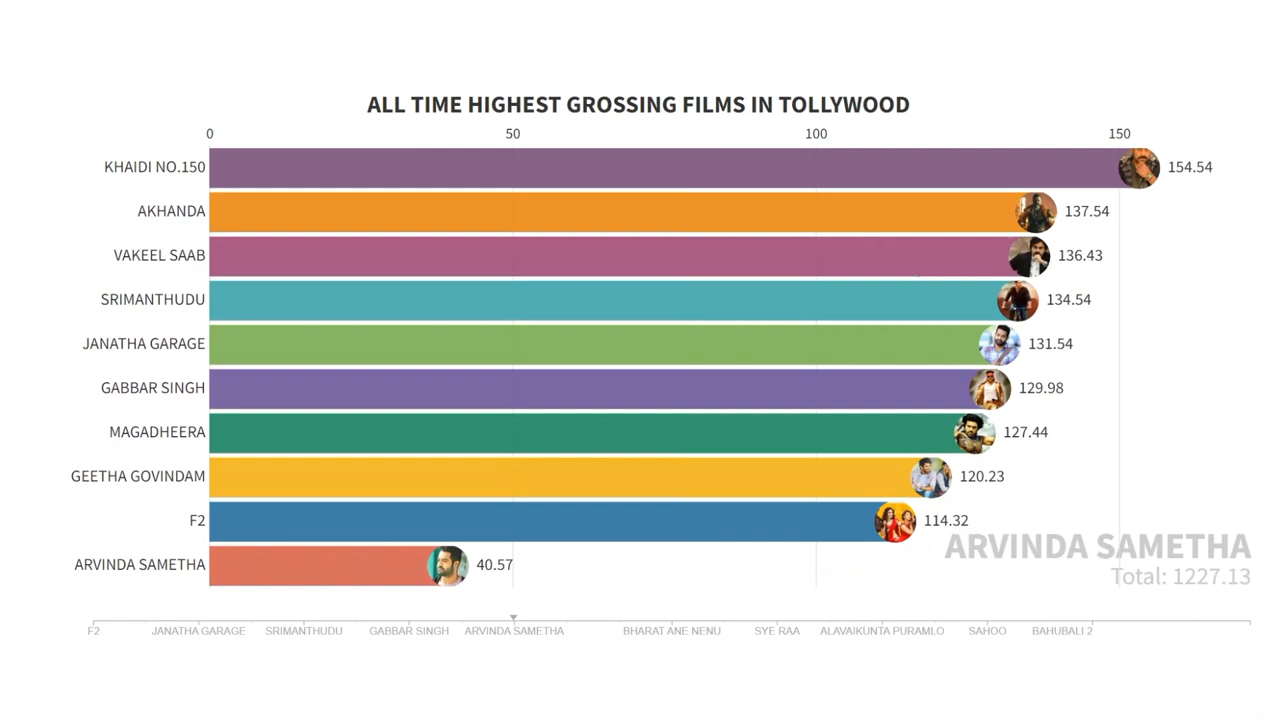 ALL TIME HIGHEST GROSSING FILMS IN TOLLYWOOD
0 50 100 150
KHAIDI NO.150 154.54
AKHANDA 137.54
VAKEEL SAAB 136.43
SRIMANTHUDU 134.54
JANATHA GARAGE 131.54
GABBAR SINGH 129.98
MAGADHEERA 127.44
GEETHA GOVINDAM 120.23
F2 114.32
ARVINDA SAMETHA
ARVINDA SAMETHA 40.57
Total: 1227.13
F2 JANATHA GARAGE SRIMANTHUDU GABBAR SINGH ARVINDA SAMETHA BHARAT ANE NENU SYE RAA ALAVAIKUNTA PURAMLO SAHOO BAHUBALI 2